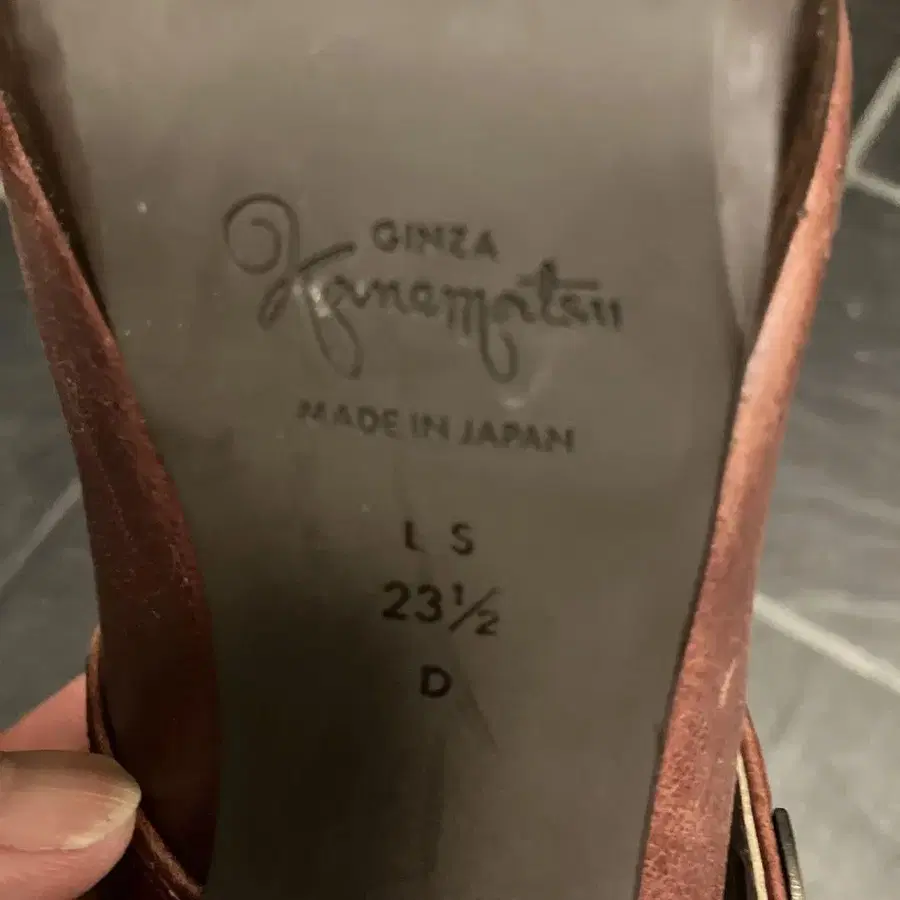 GINZA
Kanematsu
MADE IN JAPAN
L S
23½
D